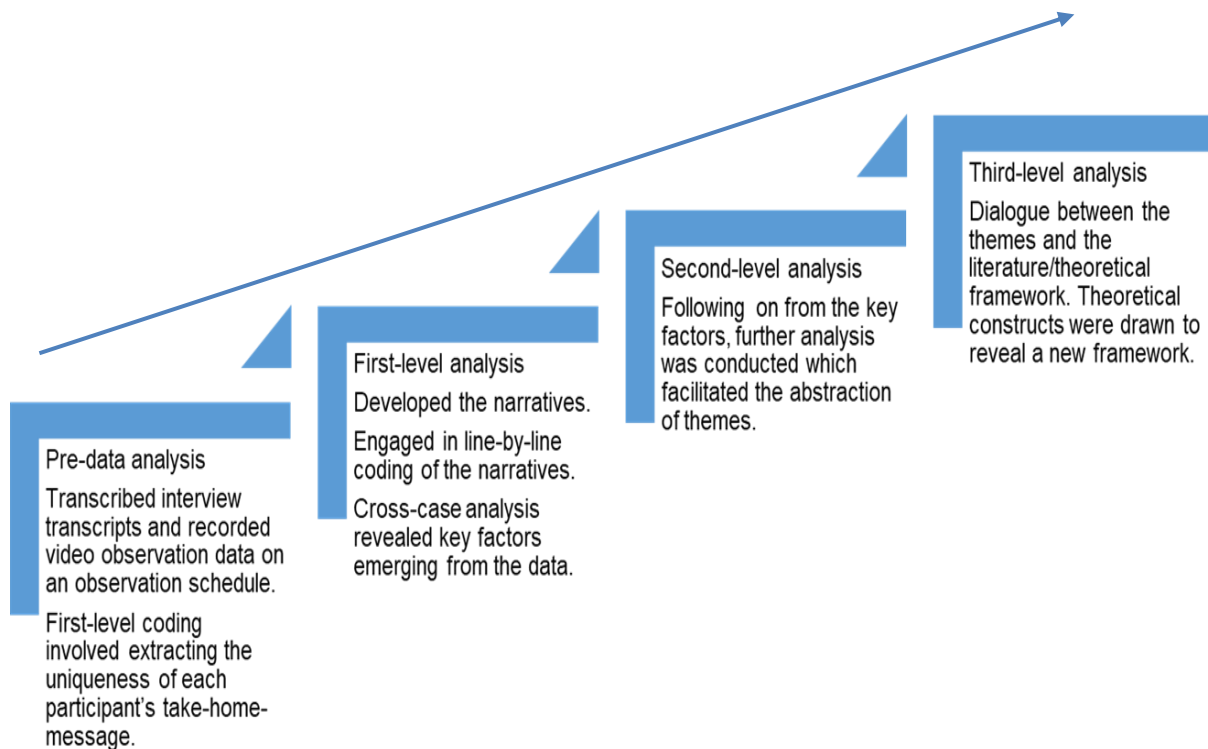 Pre-data analysis
Transcribed interview
transcripts and recorded
video observation data on
an observation schedule.
First-level coding
involved extracting the
uniqueness of each
participant's take-home-
message.
First-level analysis
Developed the narratives.
Engaged in line-by-line
coding of the narratives.
Cross-case analysis
revealed key factors
emerging from the data.
Second-level analysis
Following on from the key
factors, further analysis
was conducted which
facilitated the abstraction
of themes.
Third-level analysis
Dialogue between the
themes and the
literature/theoretical
framework. Theoretical
constructs were drawn to
reveal a new framework.